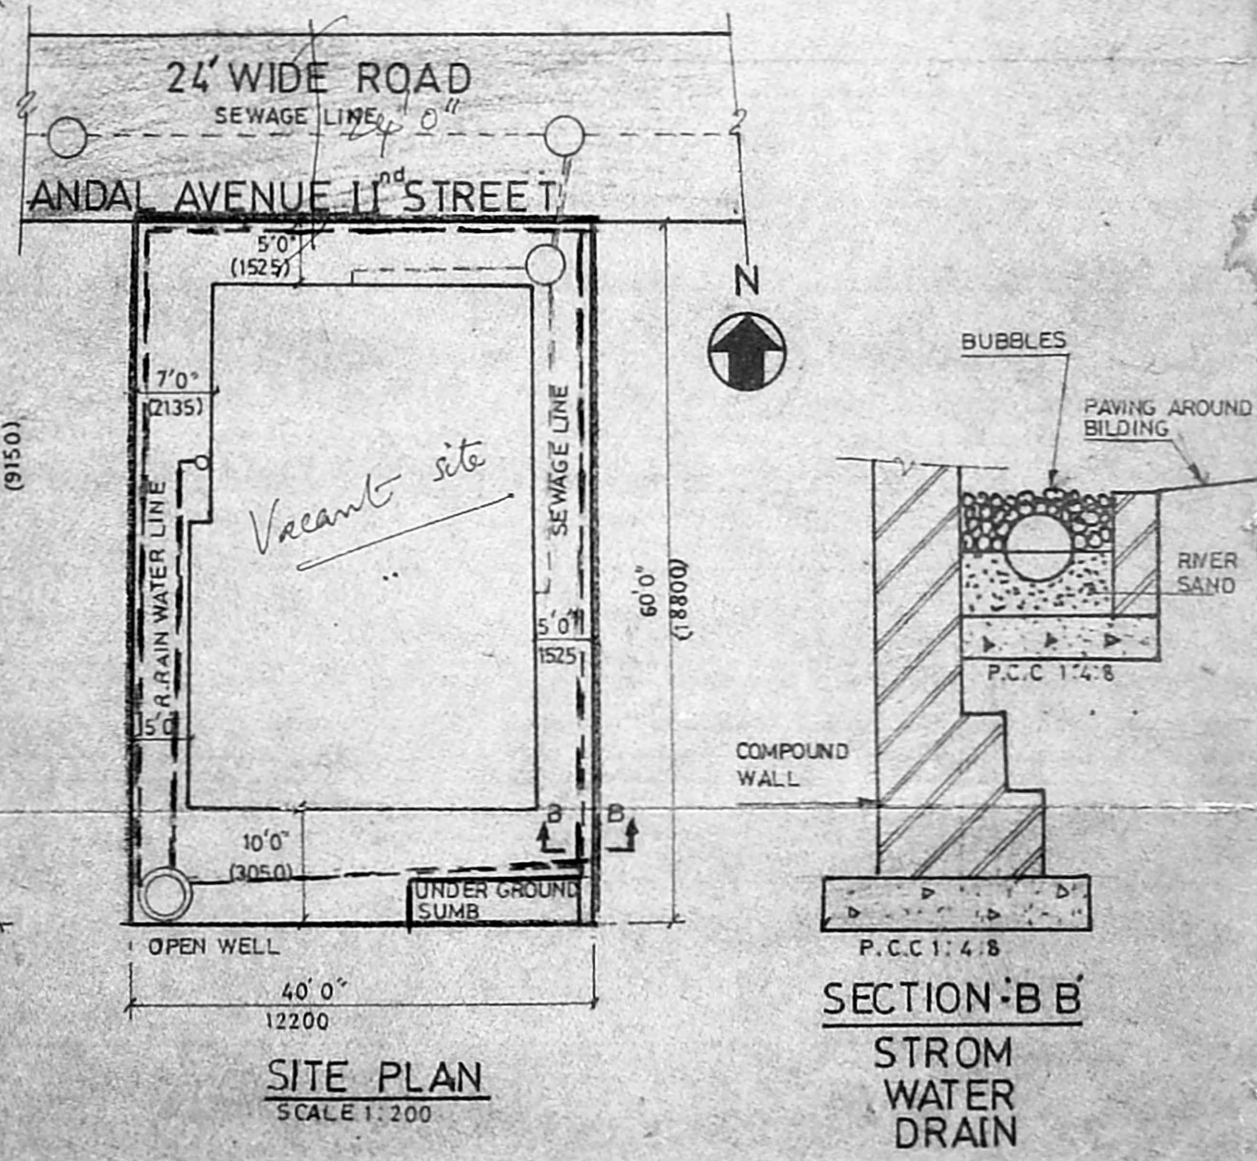 24' WIDE ROAD
SEWAGE LINE
24' 0"
ANDAL AVENUE IInd STREET
5'0"
(1525)
N
7'0"
(2135)
(9150)
R.RAIN WATER LINE
Vacant site
SEWAGE LINE
5'0"
1525
60'0"
(18800)
5'0"
10'0"
(3050)
B B
UNDER GROUND
SUMB
OPEN WELL
40' 0"
12200
SITE PLAN
SCALE 1:200
BUBBLES
PAVING AROUND
BILDING
RIVER
SAND
P.C.C 1:4:8
COMPOUND
WALL
P.C.C 1:4:8
SECTION 'B B'
STROM
WATER
DRAIN